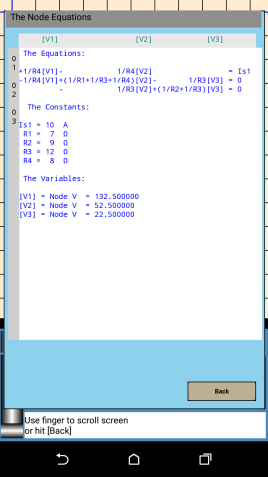 The Node Equations
[V1] [V2] [V3]
The Equations:
0
1 +1/R4[V1]- 1/R4[V2] = Is1
-1/R4[V1]+(1/R1+1/R3+1/R4)[V2]- 1/R3[V3] = 0
0
2 - 1/R3[V2]+(1/R2+1/R3)[V3] = 0
The Constants:
0
3
Is1 = 10 A
R1 = 7 Ω
R2 = 9 Ω
R3 = 12 Ω
R4 = 8 Ω
The Variables:
[V1] = Node V = 132.500000
[V2] = Node V = 52.500000
[V3] = Node V = 22.500000
Back
Use finger to scroll screen
or hit [Back]